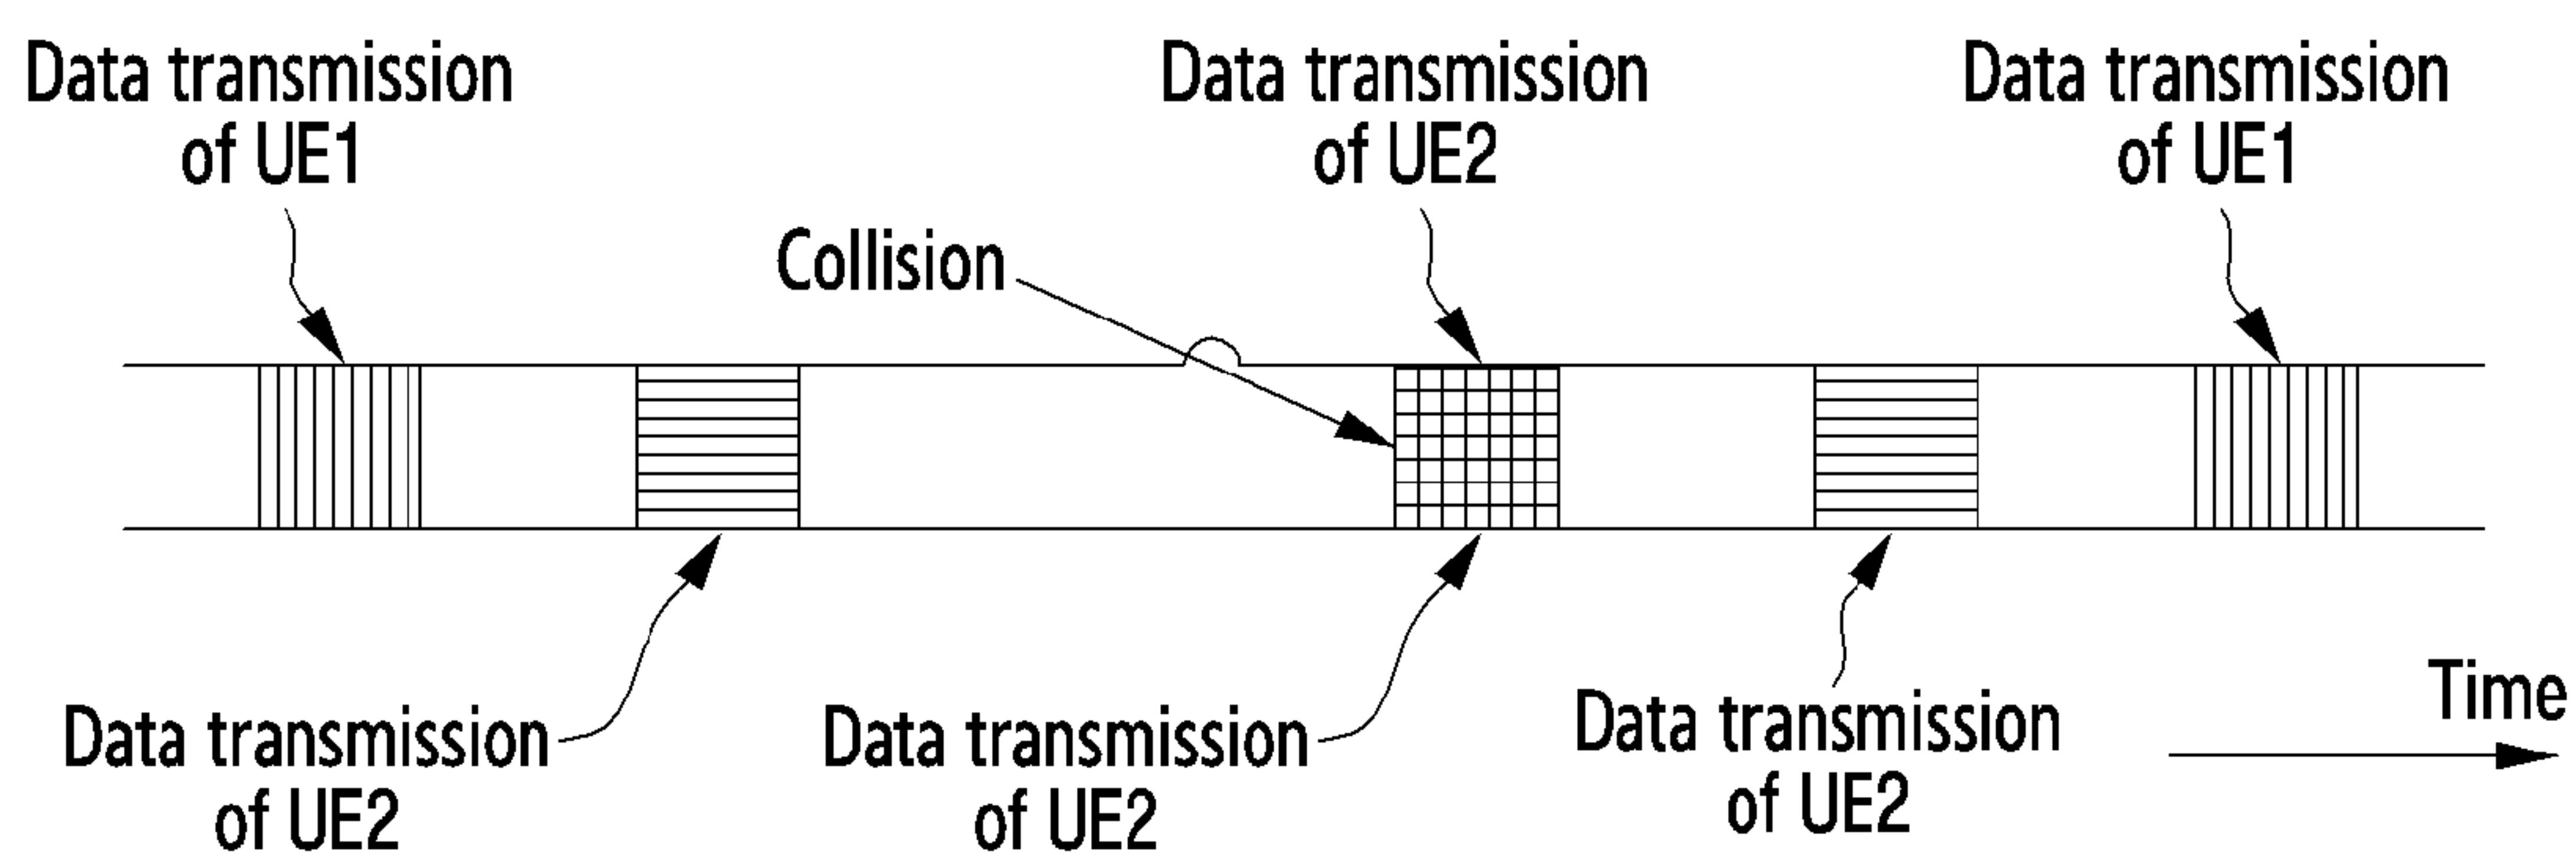 Data transmission
of UE1
Data transmission
of UE2
Data transmission
of UE1
Collision
Data transmission
of UE2
Data transmission
of UE2
Data transmission
of UE2
Time